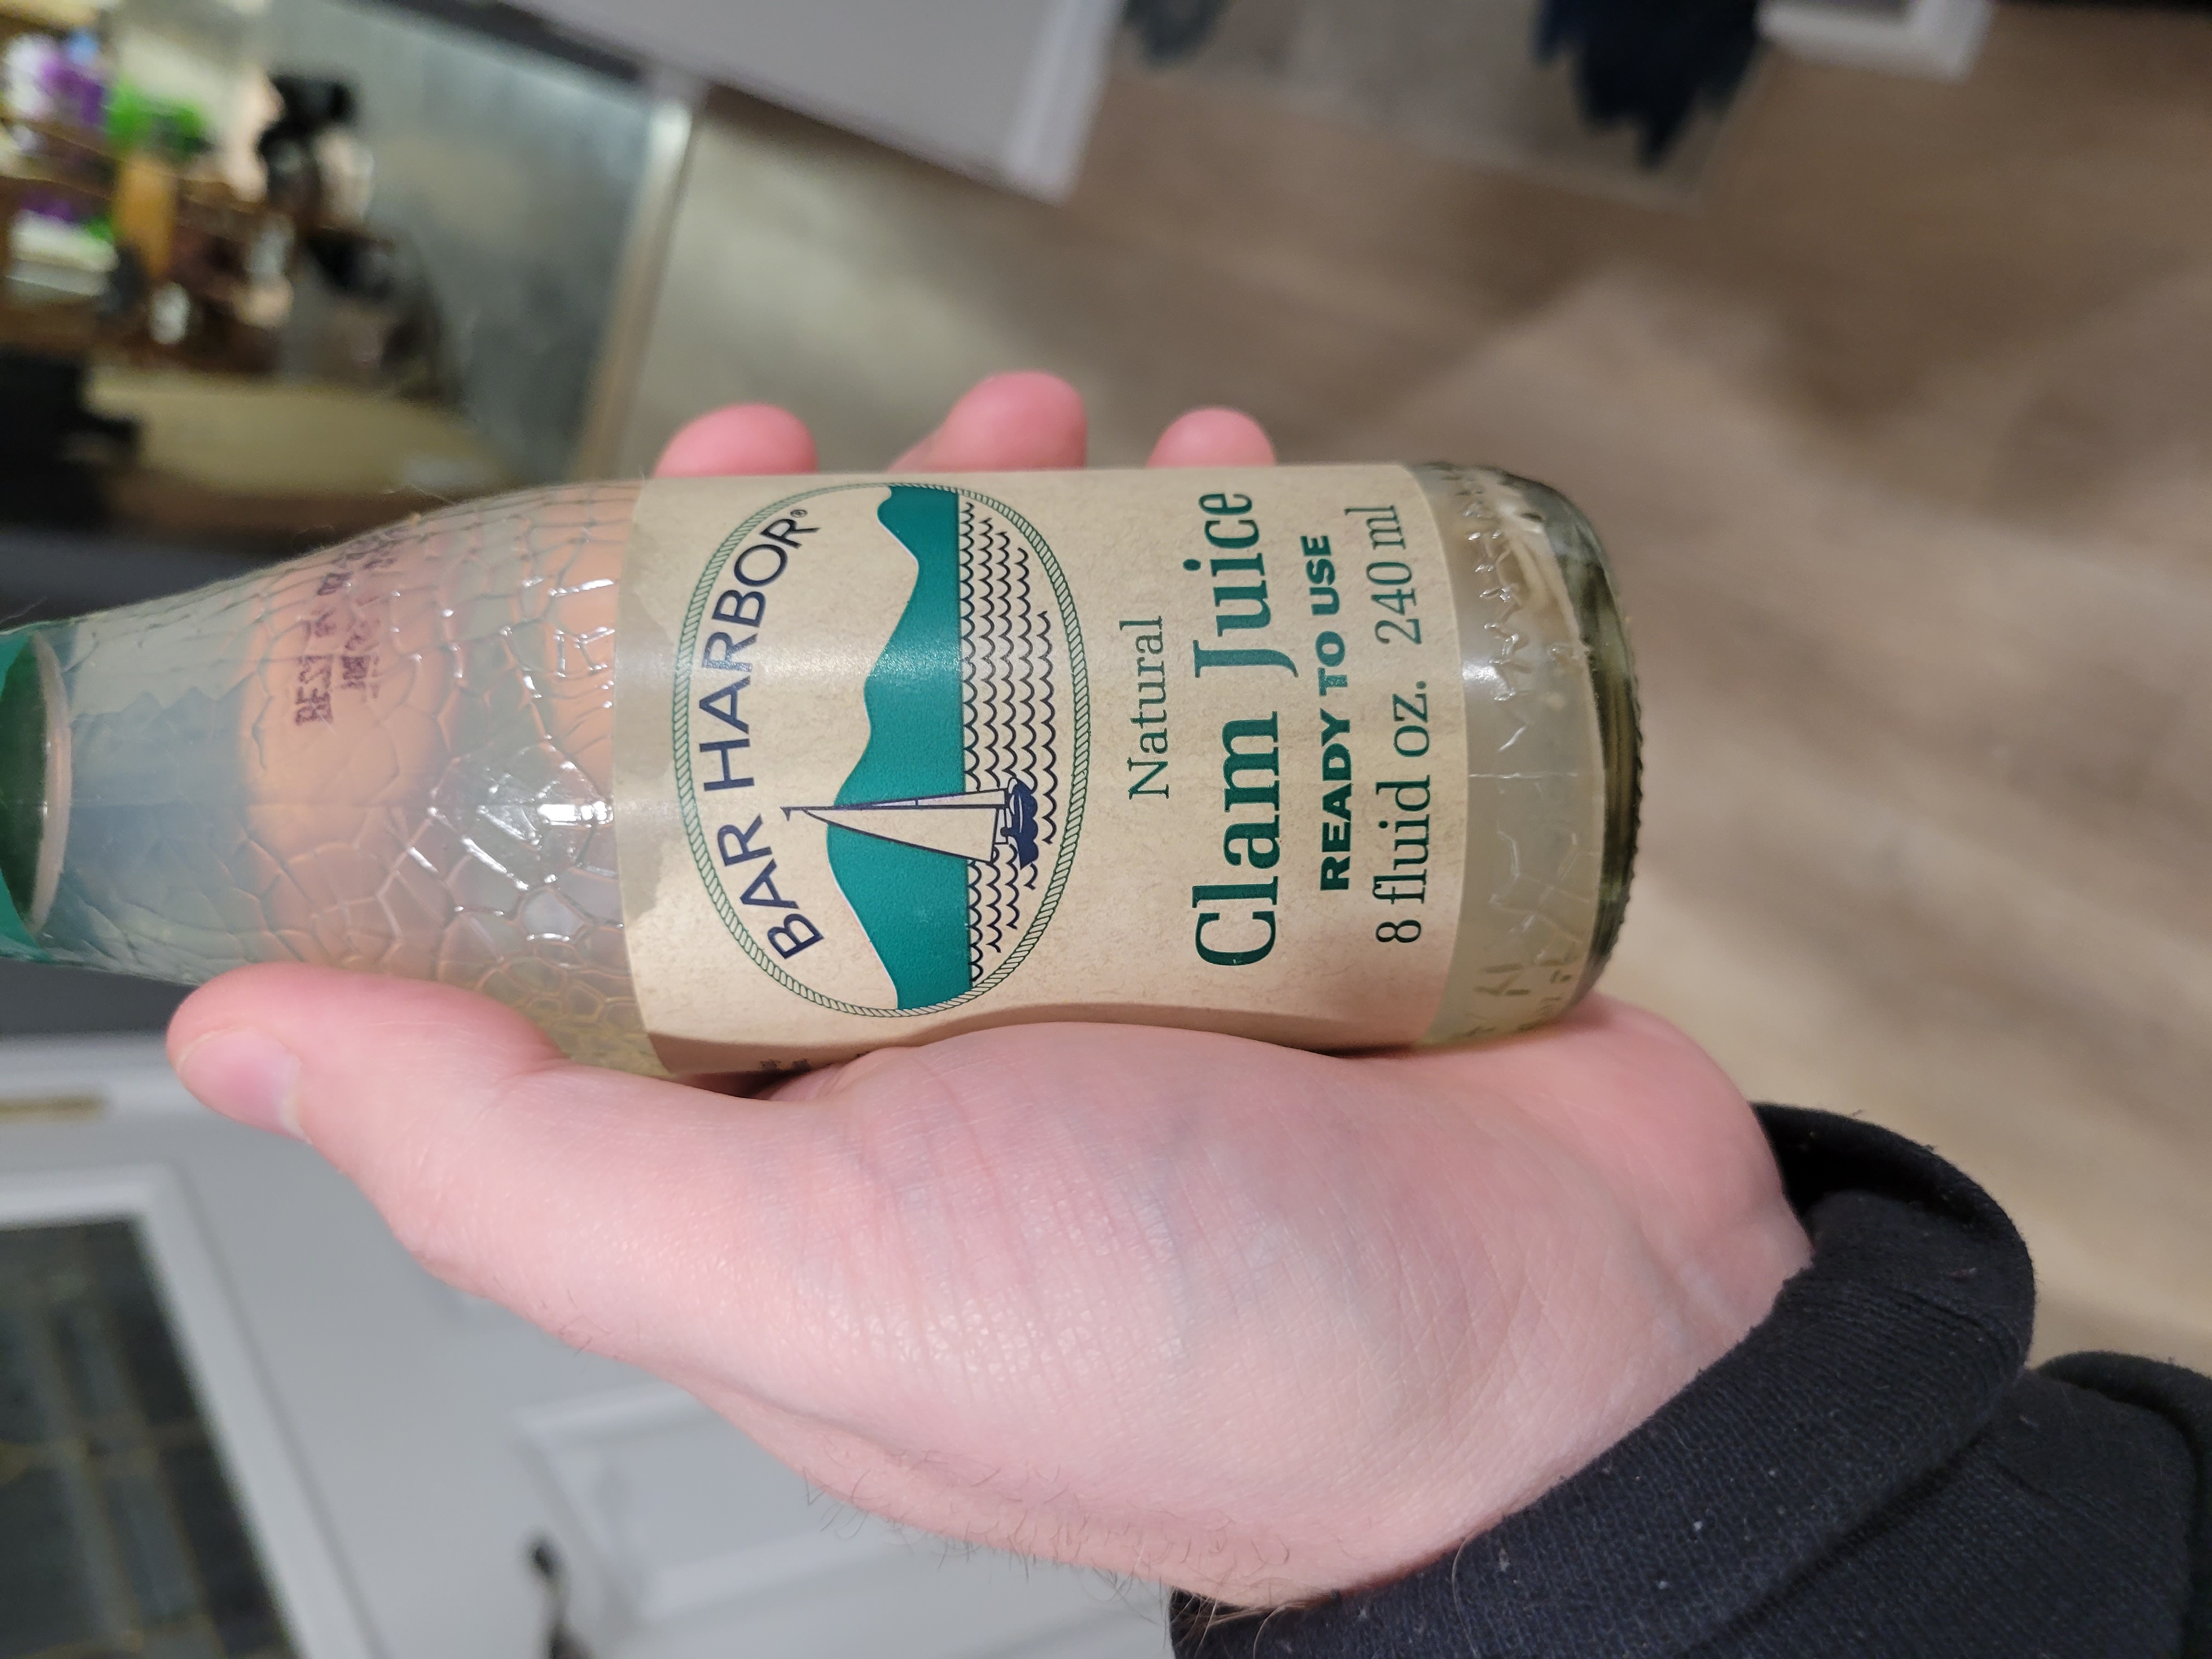 BAR HARBOR®
Natural
Clam Juice
READY TO USE
8 fluid oz. 240 ml